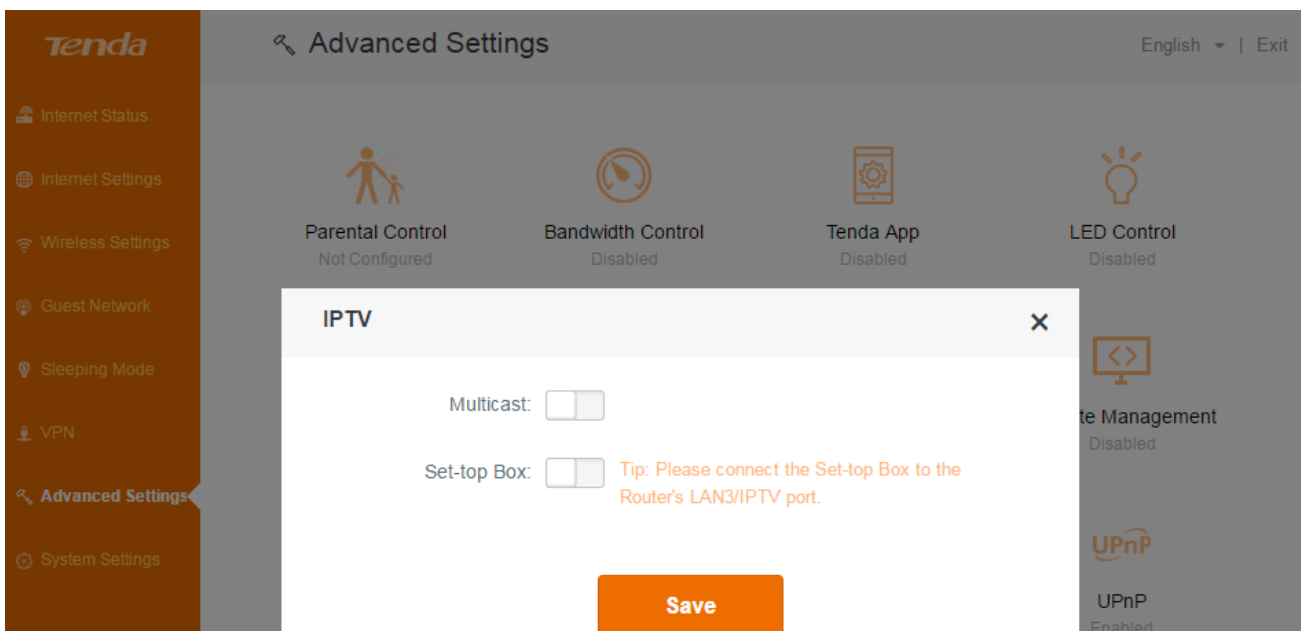 Tenda
Advanced Settings
English | Exit
Internet Status
Internet Settings
Wireless Settings
Guest Network
Sleeping Mode
VPN
Advanced Settings
System Settings
Parental Control
Not Configured
Bandwidth Control
Disabled
Tenda App
Disabled
LED Control
Disabled
IPTV
Multicast:
Set-top Box:
Tip: Please connect the Set-top Box to the
Router's LAN3/IPTV port.
Save
te Management
Disabled
UPnP
UPnP
Enabled